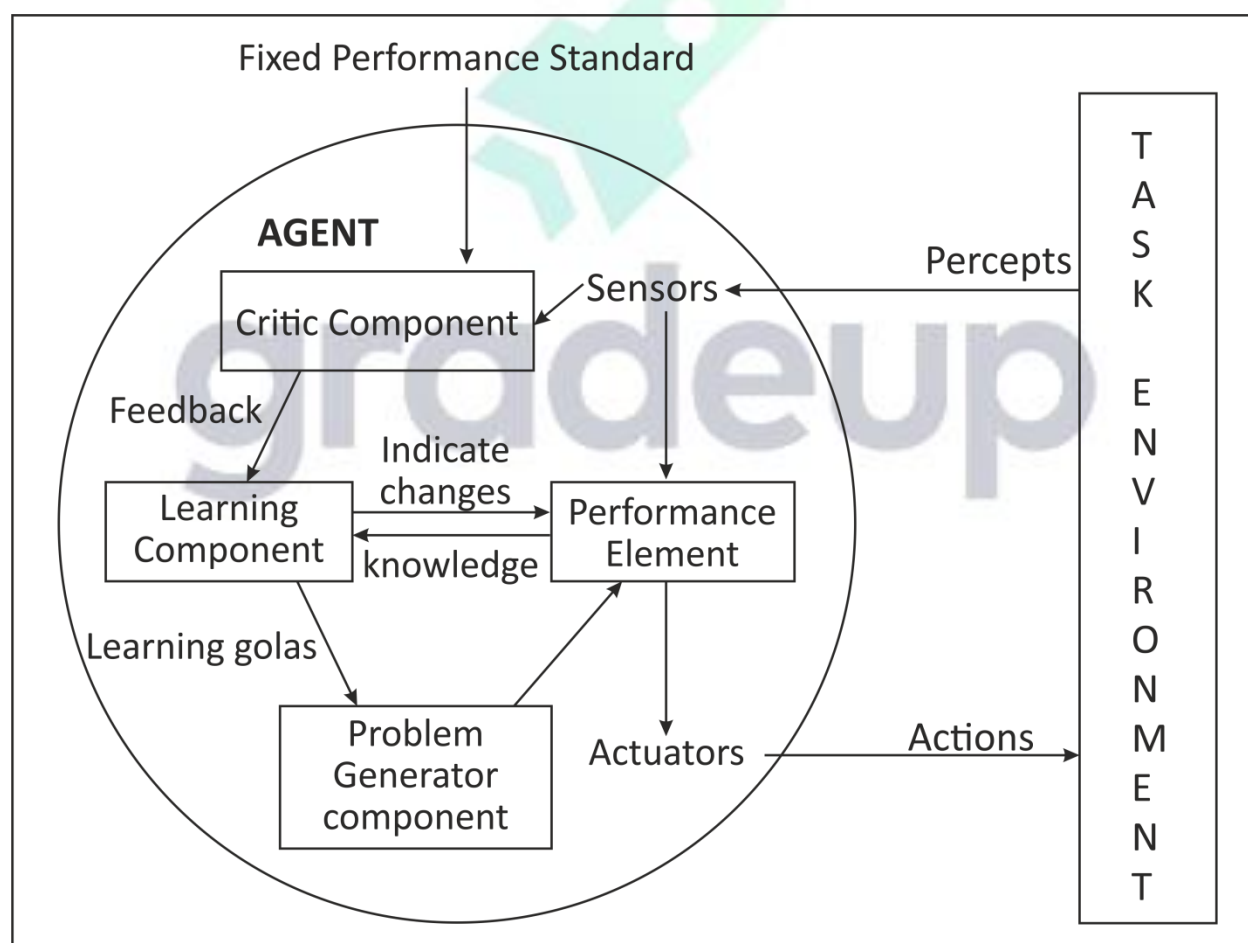 Fixed Performance Standard
AGENT
Critic Component
Sensors
Percepts
gradeup
Feedback
Indicate
changes
Learning
Component
knowledge
Performance
Element
Learning golas
Problem
Generator
component
Actuators
Actions
T
A
S
K
E
N
V
I
R
O
N
M
E
N
T